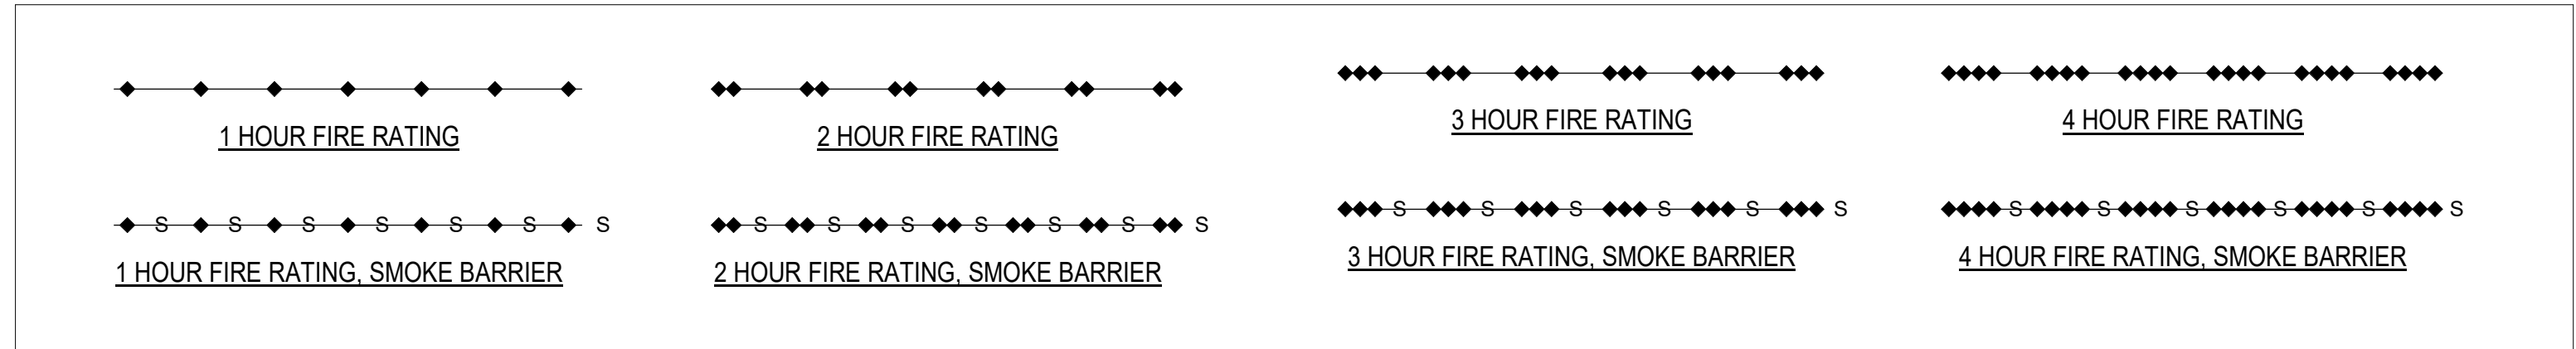 1 HOUR FIRE RATING
2 HOUR FIRE RATING
3 HOUR FIRE RATING
4 HOUR FIRE RATING
S S S S S S S
S S S S S S S
S S S S S S
S S S S S S
1 HOUR FIRE RATING, SMOKE BARRIER
2 HOUR FIRE RATING, SMOKE BARRIER
3 HOUR FIRE RATING, SMOKE BARRIER
4 HOUR FIRE RATING, SMOKE BARRIER